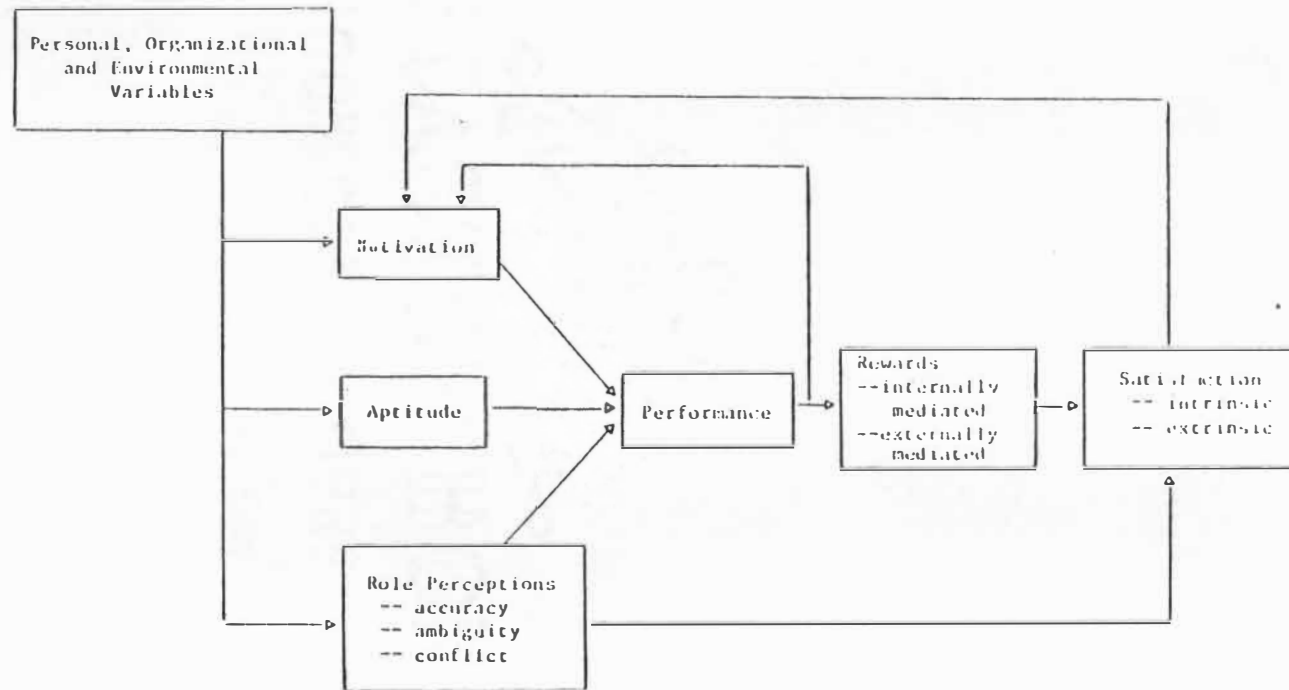 Personal, Organizational
and Environmental
Variables
Motivation
Aptitude
Performance
Rewards
--internally
mediated
--externally
mediated
Satisfaction
-- intrinsic
-- extrinsic
Role Perceptions
-- accuracy
-- ambiguity
-- conflict